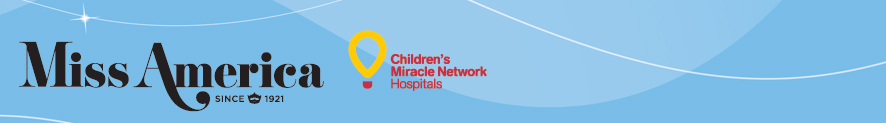 Miss America
SINCE 1921
Children's
Miracle Network
Hospitals